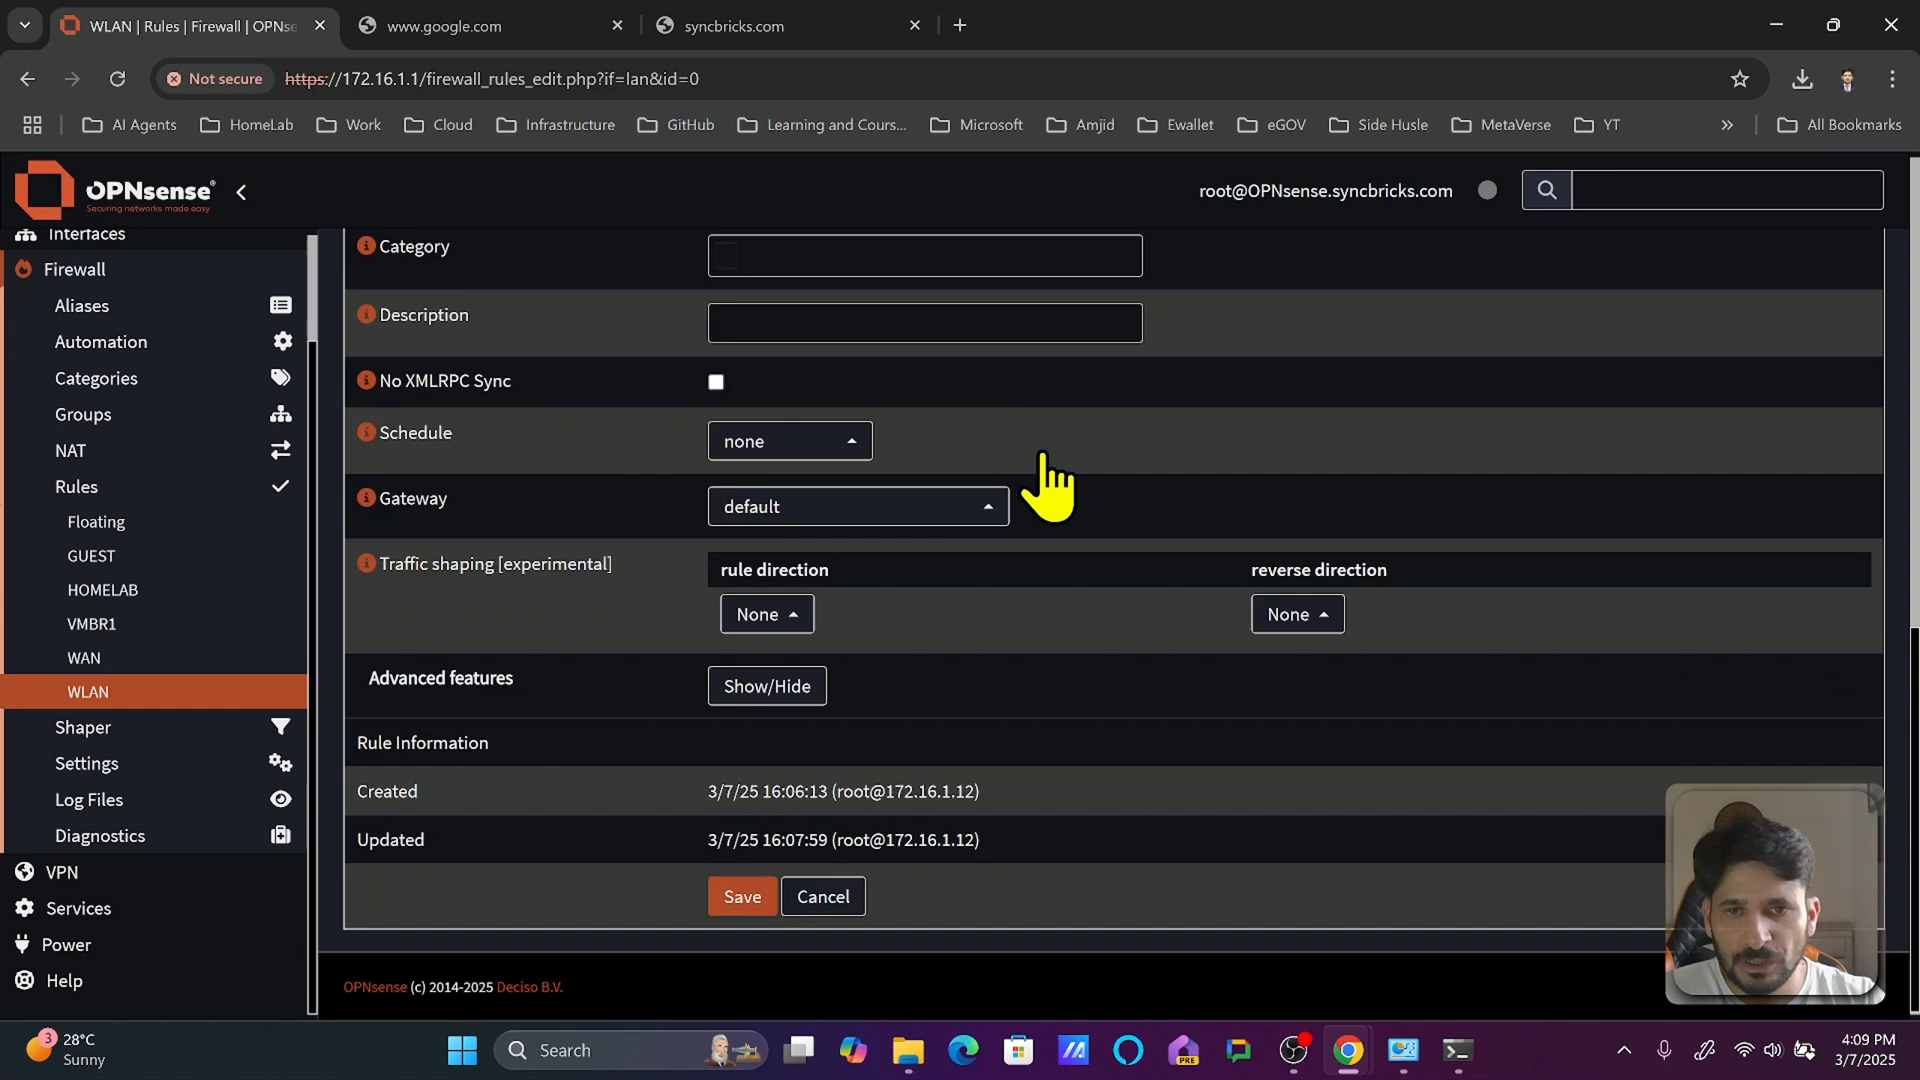 WLAN | Rules | Firewall | OPNse
www.google.com
syncbricks.com
Not secure
https://172.16.1.1/firewall_rules_edit.php?if=lan&id=0
AI Agents
HomeLab
Work
Cloud
Infrastructure
GitHub
Learning and Cours...
Microsoft
Amjid
Ewallet
eGOV
Side Husle
MetaVerse
YT
All Bookmarks
OPNsense®
Securing networks made easy
root@OPNsense.syncbricks.com
Interfaces
Firewall
Aliases
Automation
Categories
Groups
NAT
Rules
Floating
GUEST
HOMELAB
VMBR1
WAN
WLAN
Shaper
Settings
Log Files
Diagnostics
VPN
Services
Power
Help
Category
Description
No XMLRPC Sync
Schedule
none
Gateway
default
Traffic shaping [experimental]
rule direction
reverse direction
None
None
Advanced features
Show/Hide
Rule Information
Created
3/7/25 16:06:13 (root@172.16.1.12)
Updated
3/7/25 16:07:59 (root@172.16.1.12)
Save
Cancel
OPNsense (c) 2014-2025 Deciso B.V.
3
28°C
Sunny
Search
PRE
4:09 PM
3/7/2025